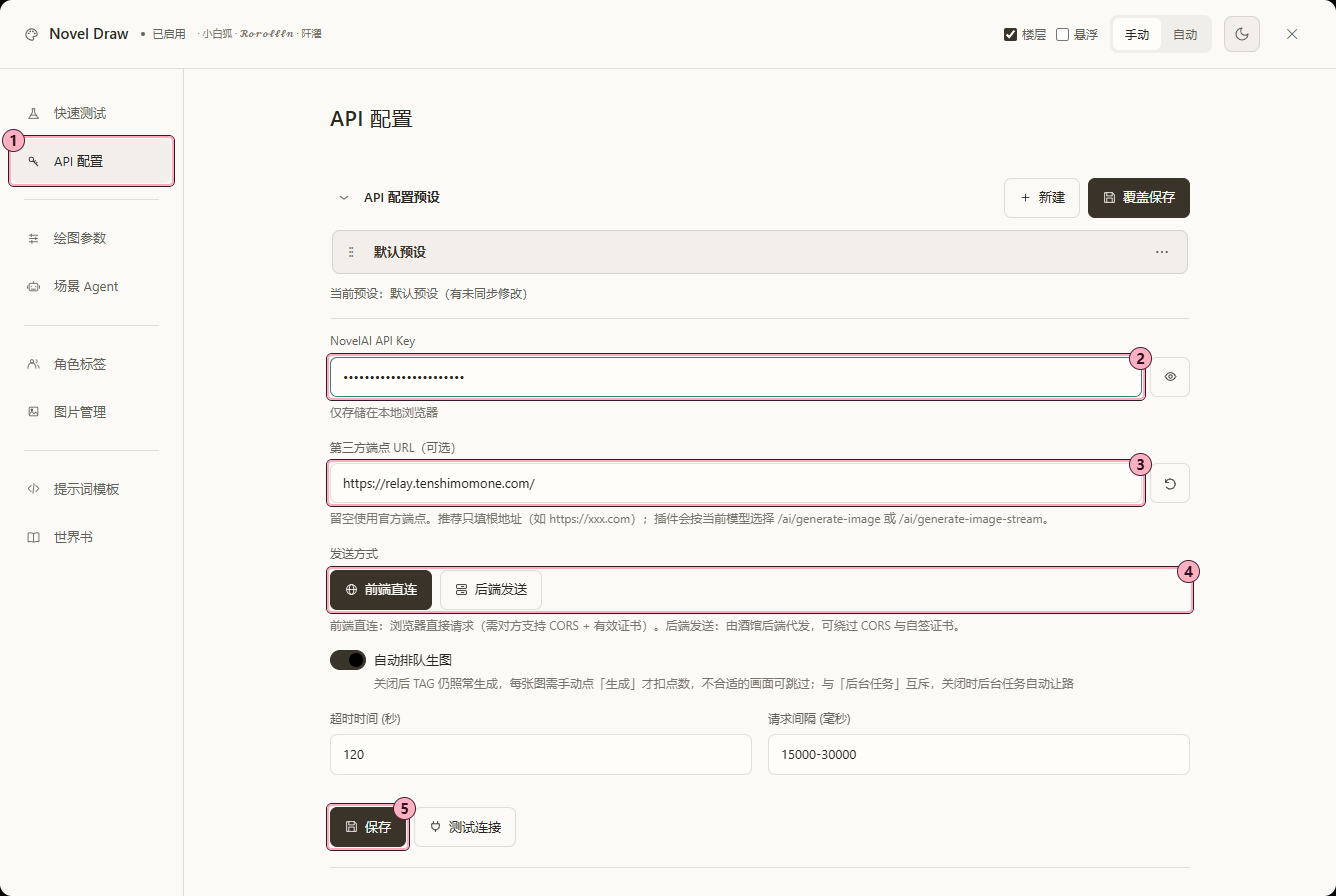 Novel Draw • 已启用 · 小白狐 · 𝓡𝓸𝓻𝓸𝓵𝓵𝓵𝓷 · 阡濯
楼层 悬浮 手动 自动
快速测试
1
API 配置
绘图参数
场景 Agent
角色标签
图片管理
提示词模板
世界书
API 配置
API 配置预设 + 新建 覆盖保存
默认预设 ...
当前预设：默认预设（有未同步修改）
NovelAI API Key
2
•••••••••••••••••••••••
仅存储在本地浏览器
第三方端点 URL（可选）
3
https://relay.tenshimomone.com/
留空使用官方端点。推荐只填根地址（如 https://xxx.com）；插件会按当前模型选择 /ai/generate-image 或 /ai/generate-image-stream。
发送方式
4
前端直连 后端发送
前端直连：浏览器直接请求（需对方支持 CORS + 有效证书）。后端发送：由酒馆后端代发，可绕过 CORS 与自签证书。
自动排队生图
关闭后 TAG 仍照常生成，每张图需手动点「生成」才扣点数，不合适的画面可跳过；与「后台任务」互斥，关闭时后台任务自动让路
超时时间 (秒) 请求间隔 (毫秒)
120 15000-30000
5
保存 测试连接